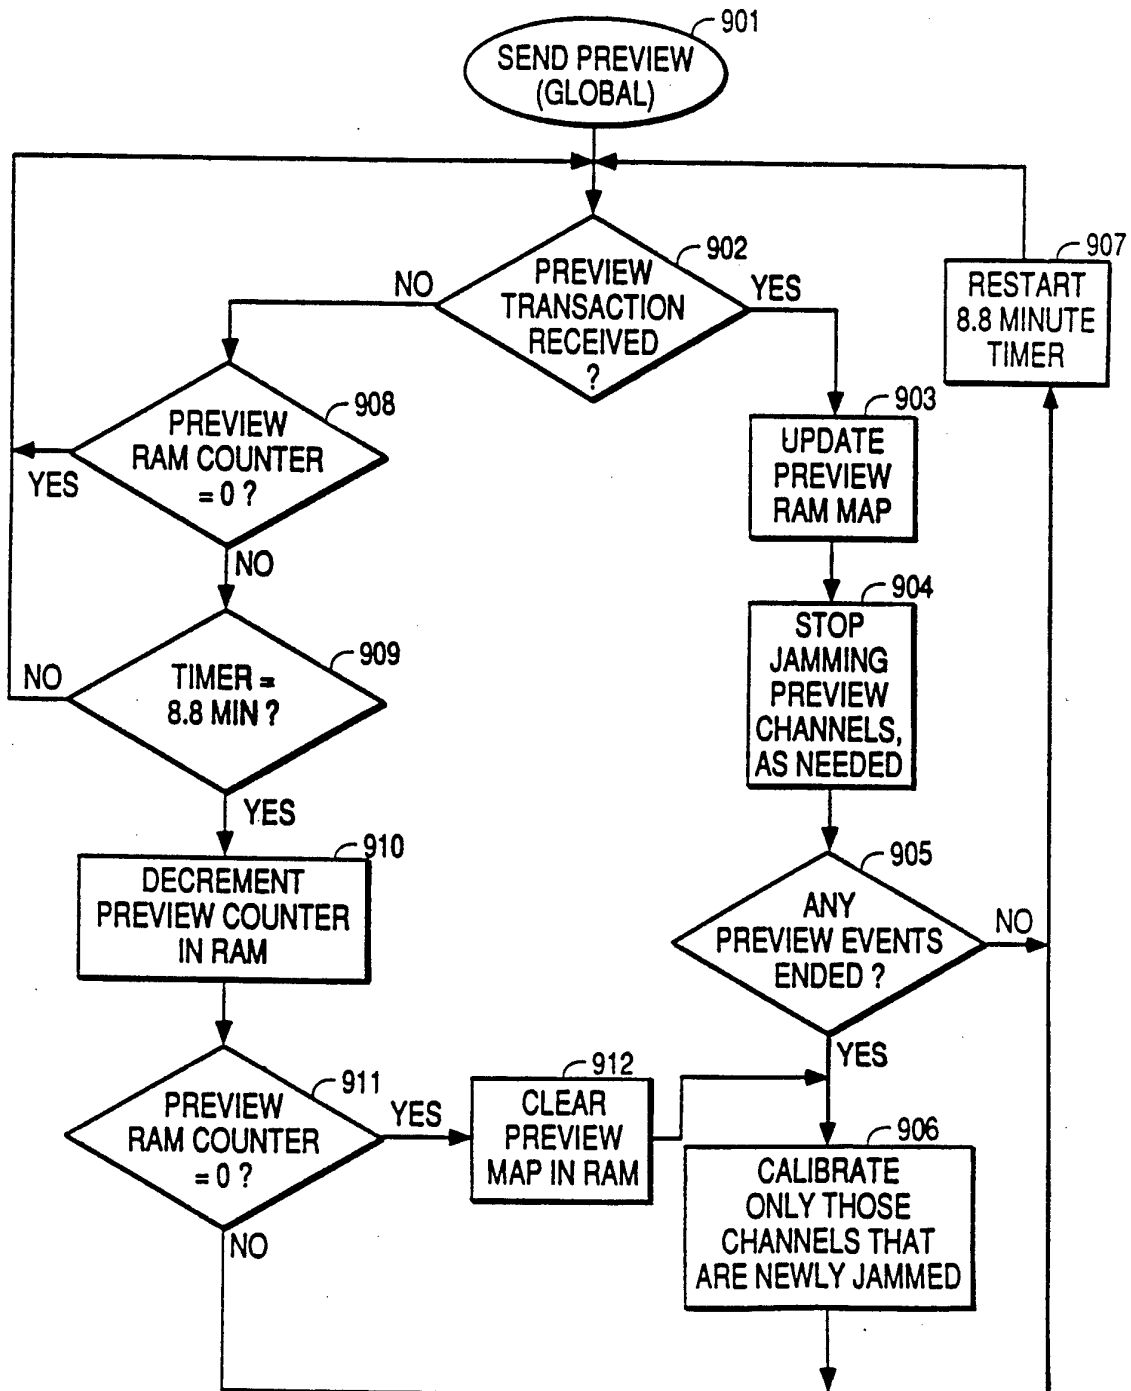 901
SEND PREVIEW
(GLOBAL)
902
PREVIEW
TRANSACTION
RECEIVED
?
NO
YES
907
RESTART
8.8 MINUTE
TIMER
908
PREVIEW
RAM COUNTER
= 0 ?
YES
NO
903
UPDATE
PREVIEW
RAM MAP
904
STOP
JAMMING
PREVIEW
CHANNELS,
AS NEEDED
909
TIMER =
8.8 MIN ?
NO
YES
910
DECREMENT
PREVIEW COUNTER
IN RAM
905
ANY
PREVIEW EVENTS
ENDED ?
NO
YES
911
PREVIEW
RAM COUNTER
= 0 ?
YES
NO
912
CLEAR
PREVIEW
MAP IN RAM
906
CALIBRATE
ONLY THOSE
CHANNELS THAT
ARE NEWLY JAMMED